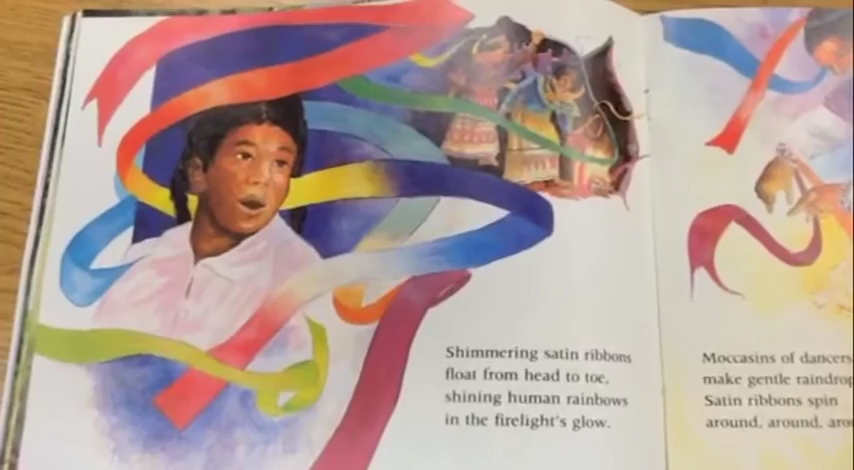 Shimmering satin ribbons
float from head to toe,
shining human rainbows
in the firelight's glow.
Moccasins of dancers
make gentle
Satin ribbons spin
around, around,